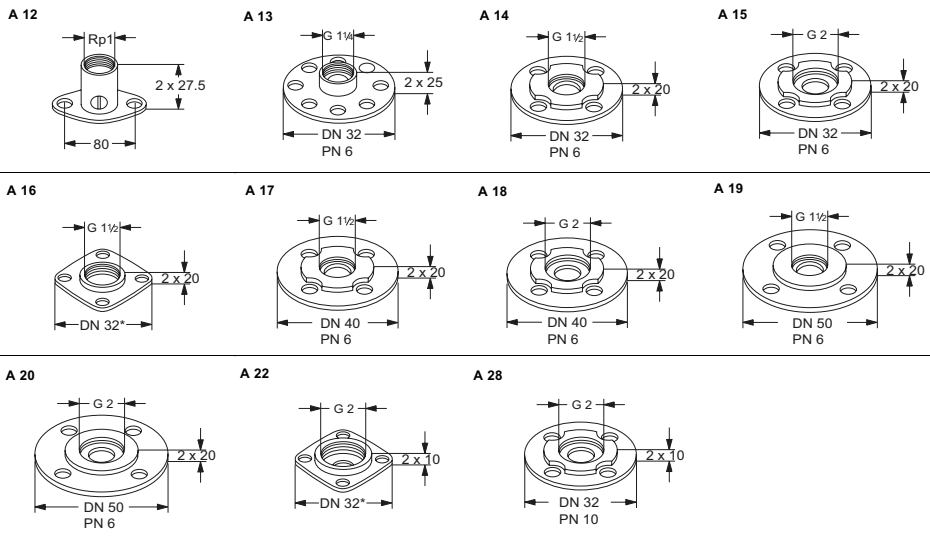 A 12
A 13
A 14
A 15
Rp1
G 1¼
G 1½
G 2
2 x 27.5
2 x 25
2 x 20
2 x 20
80
DN 32
PN 6
DN 32
PN 6
DN 32
PN 6
A 16
A 17
A 18
A 19
G 1½
G 1½
G 2
G 1½
2 x 20
2 x 20
2 x 20
2 x 20
DN 32*
DN 40
PN 6
DN 40
PN 6
DN 50
PN 6
A 20
A 22
A 28
G 2
G 2
G 2
2 x 20
2 x 10
2 x 10
DN 50
PN 6
DN 32*
DN 32
PN 10